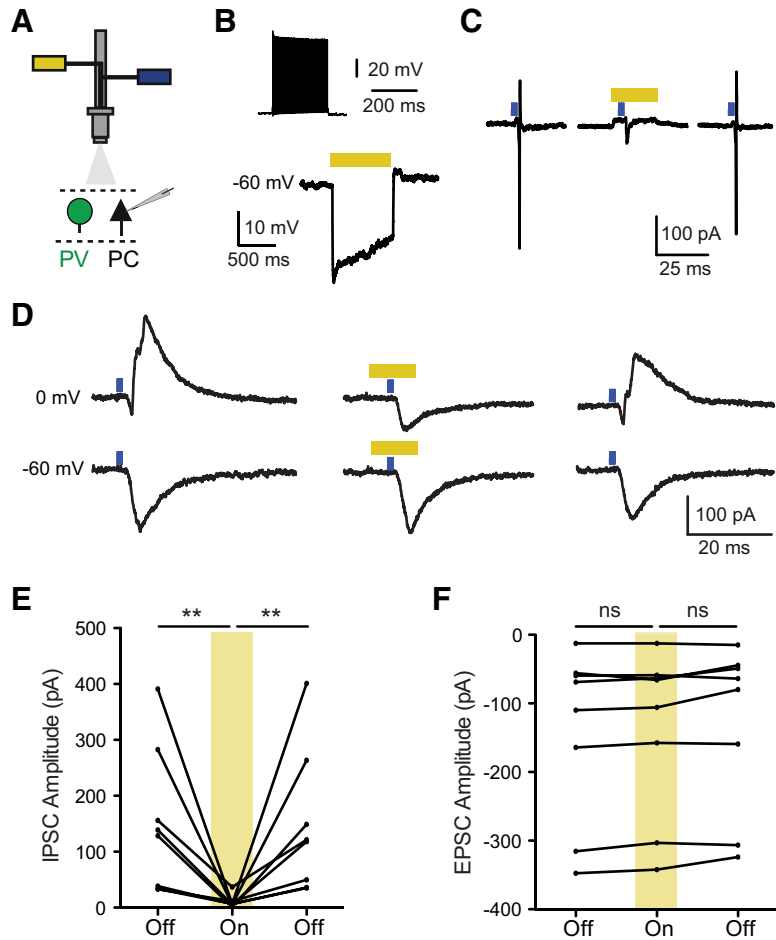 A
PV
PC
B
20 mV
200 ms
-60 mV
10 mV
500 ms
C
100 pA
25 ms
D
0 mV
-60 mV
100 pA
20 ms
E
** **
500
400
300
200
100
0
IPSC Amplitude (pA)
Off On Off
F
ns ns
0
-100
-200
-300
-400
EPSC Amplitude (pA)
Off On Off